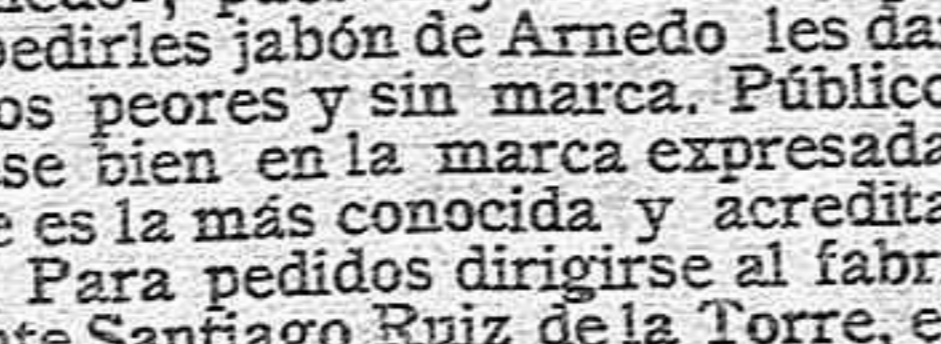 pedirles jabón de Arnedo les da
os peores y sin marca. Público
se bien en la marca expresada
e es la más conocida y acredita
Para pedidos dirigirse al fabr
te Santiago Ruiz de la Torre, e